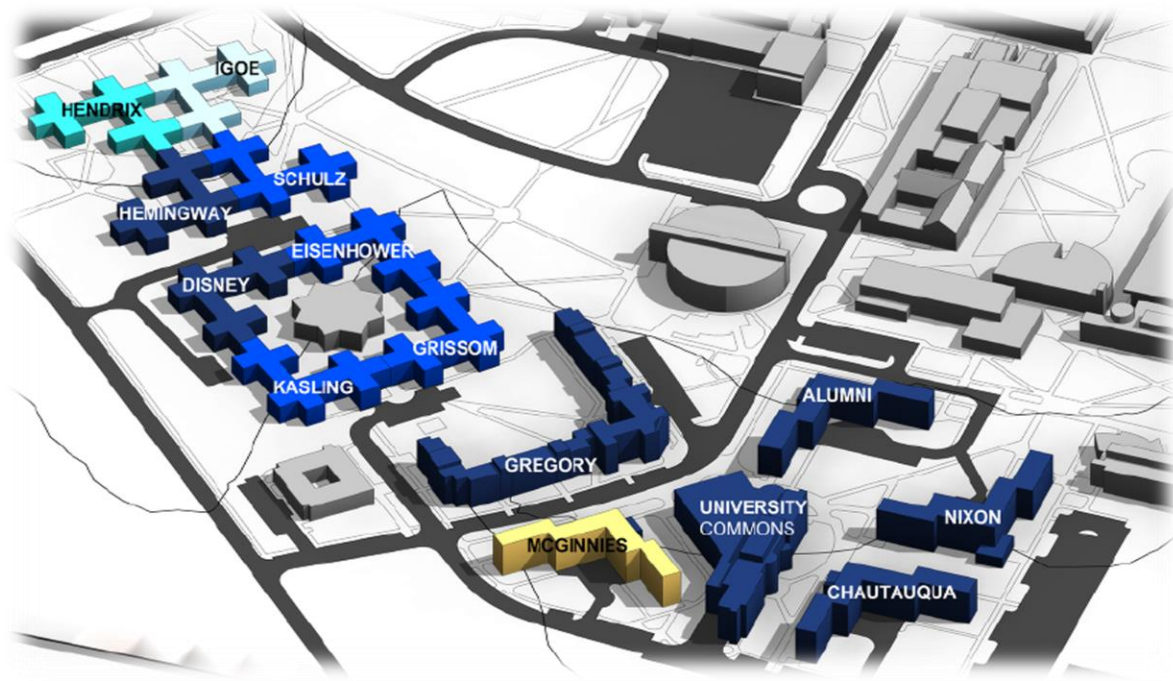 IGOE
HENDRIX
SCHULZ
HEMINGWAY
EISENHOWER
DISNEY
GRISSOM
KASLING
ALUMNI
GREGORY
UNIVERSITY
COMMONS
NIXON
MCGINNIES
CHAUTAUQUA